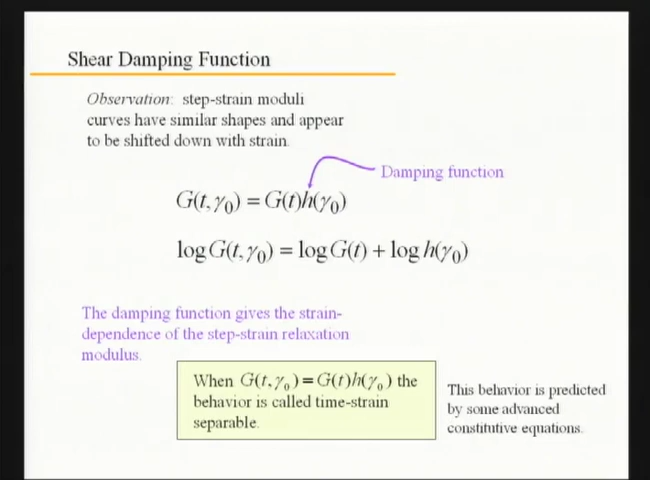 Shear Damping Function
Observation: step-strain moduli
curves have similar shapes and appear
to be shifted down with strain.
Damping function
G(t, γ₀) = G(t)h(γ₀)
log G(t, γ₀) = log G(t) + log h(γ₀)
The damping function gives the strain-
dependence of the step-strain relaxation
modulus.
When G(t, γ₀) = G(t)h(γ₀) the
behavior is called time-strain
separable.
This behavior is predicted
by some advanced
constitutive equations.